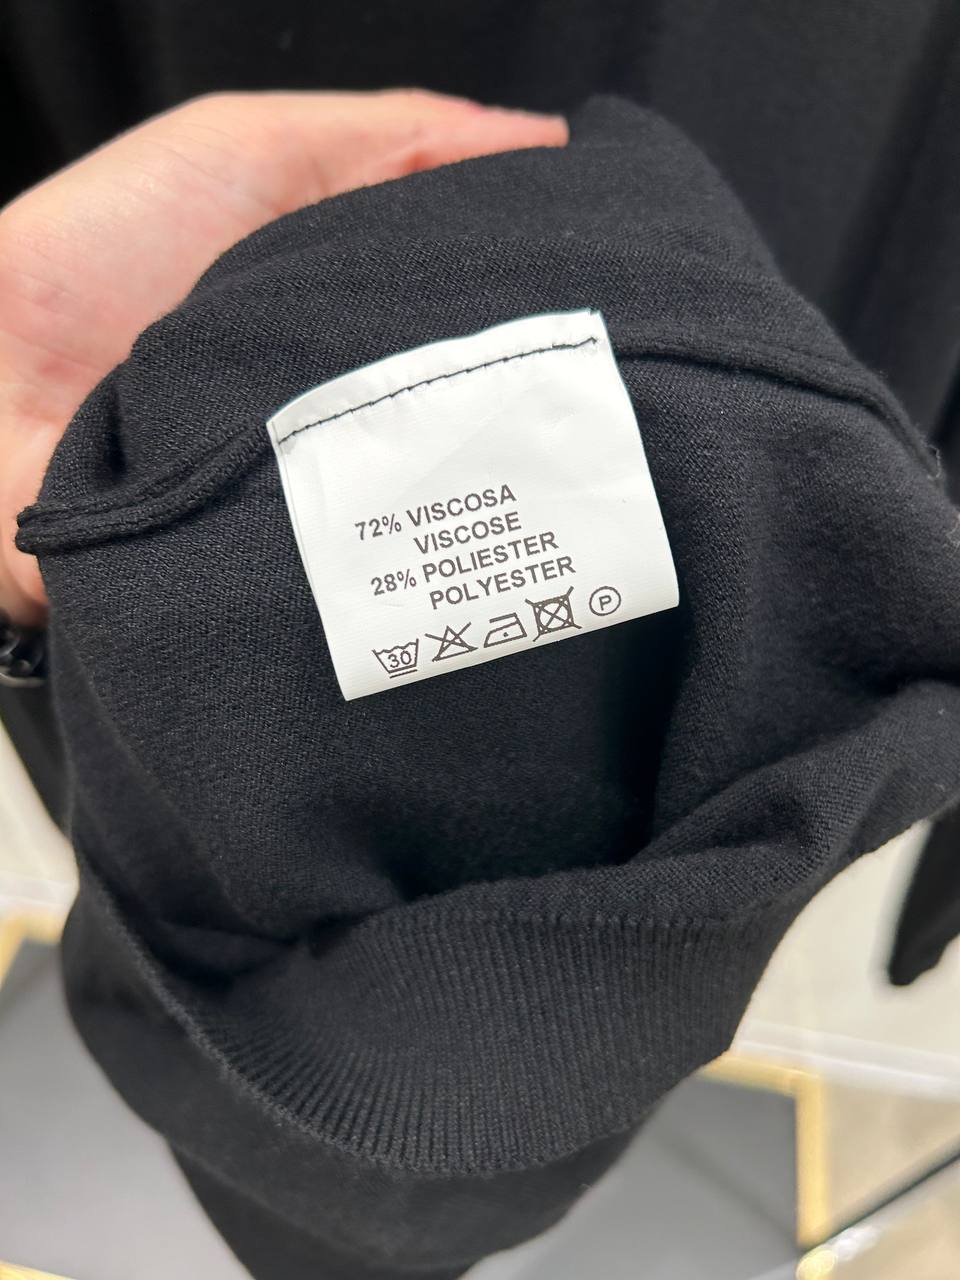 72% VISCOSA
VISCOSE
28% POLIESTER
POLYESTER
30 P